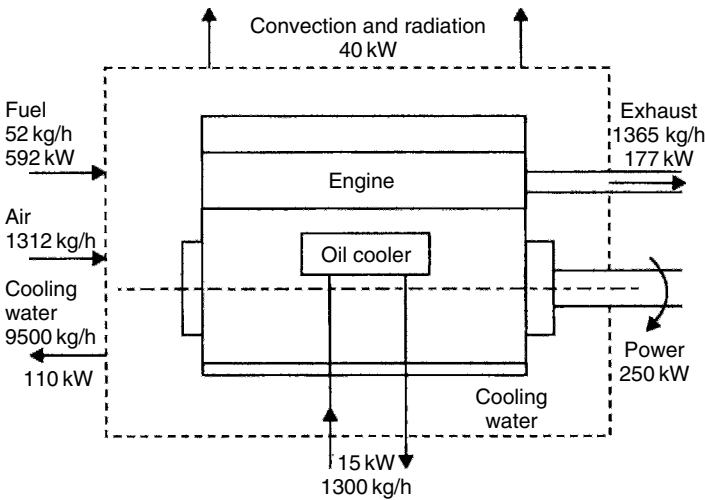 Convection and radiation
40 kW
Fuel
52 kg/h
592 kW
Exhaust
1365 kg/h
177 kW
Engine
Air
1312 kg/h
Oil cooler
Cooling
water
9500 kg/h
110 kW
Power
250 kW
Cooling
water
15 kW
1300 kg/h